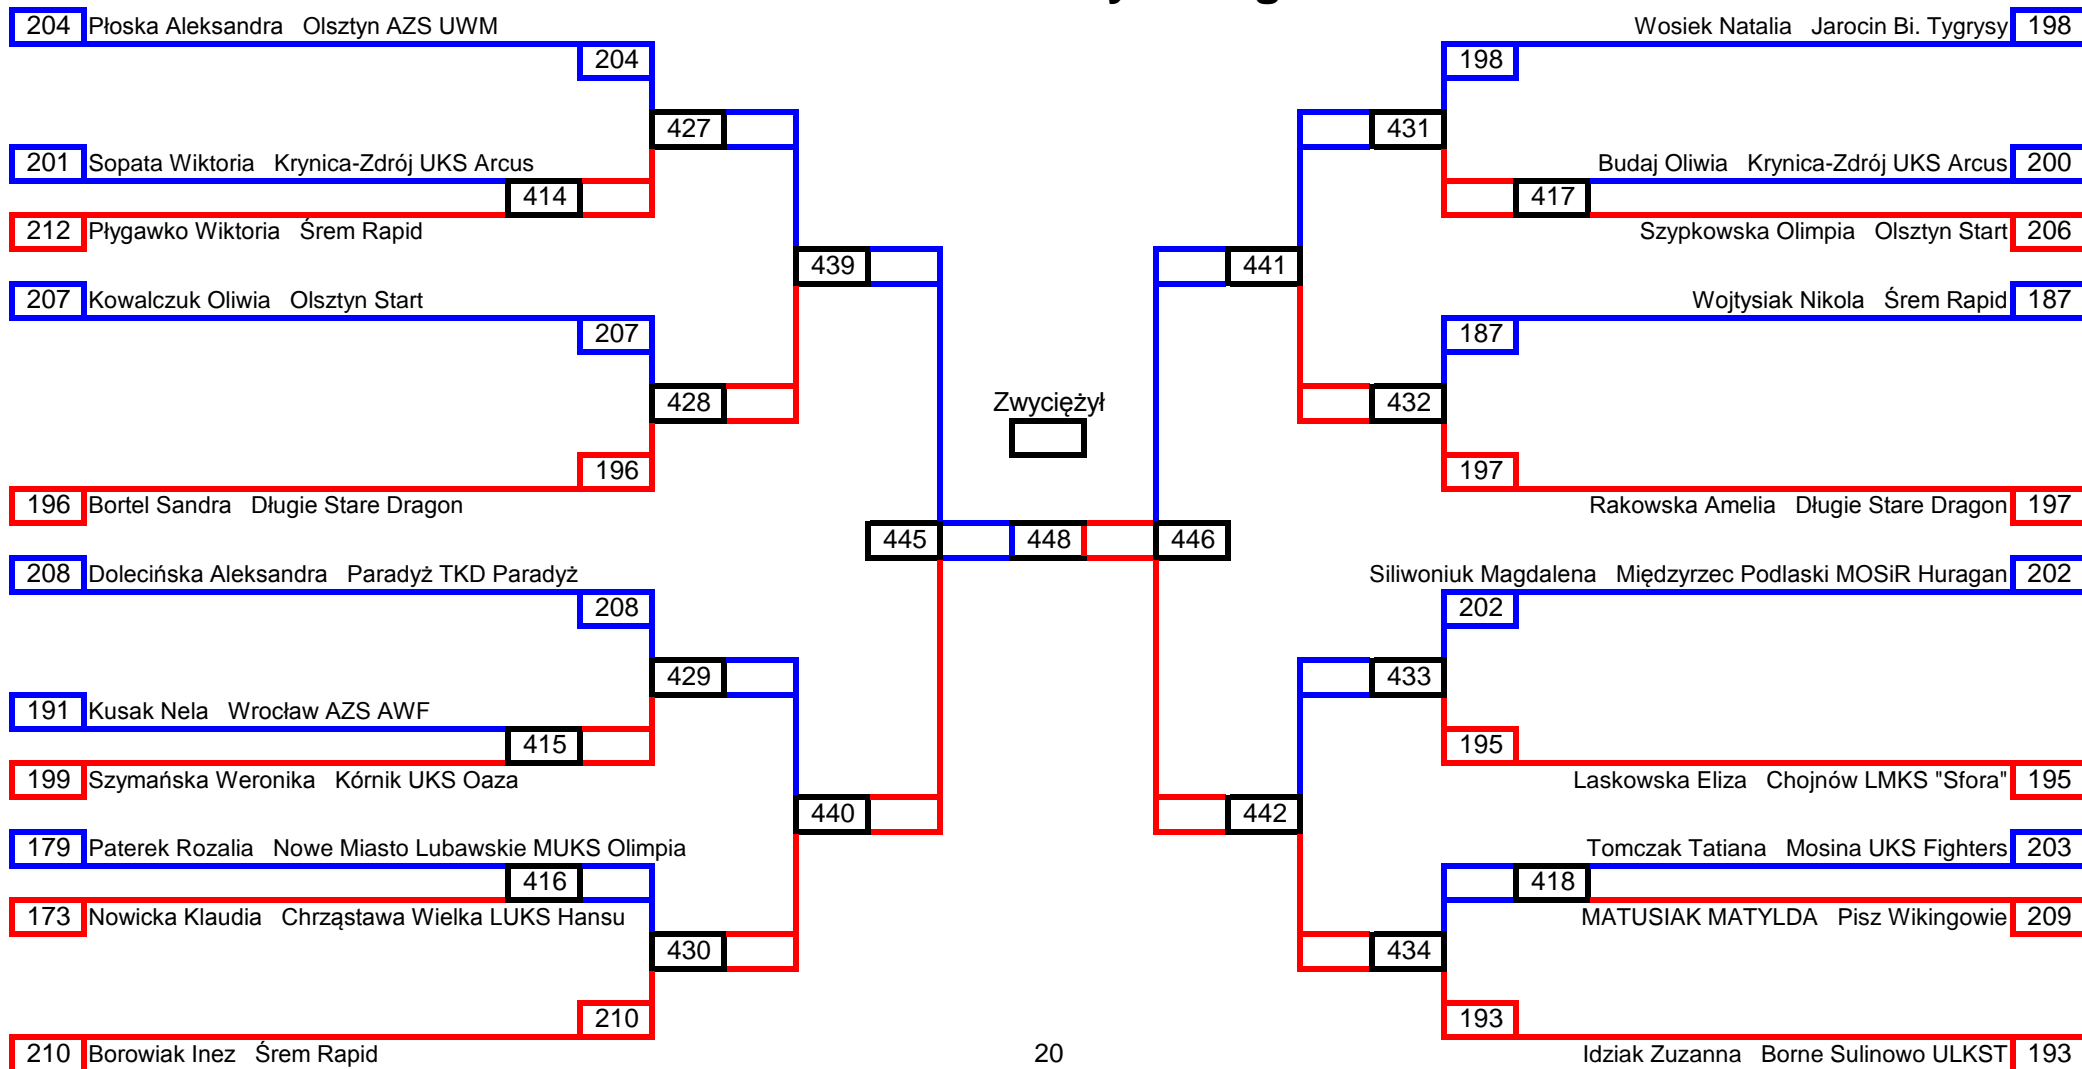 204 Płoska Aleksandra Olsztyn AZS UWM
Wosiek Natalia Jarocin Bi. Tygrysy 198
204
198
427
431
201 Sopata Wiktoria Krynica-Zdrój UKS Arcus
Budaj Oliwia Krynica-Zdrój UKS Arcus 200
414
417
212 Pługawko Wiktoria Śrem Rapid
Szypkowska Olimpia Olsztyn Start 206
439
441
207 Kowalczuk Oliwia Olsztyn Start
Wojtysiak Nikola Śrem Rapid 187
207
187
428
Zwyciężył
432
196
197
196 Bortel Sandra Długie Stare Dragon
Rakowska Amelia Długie Stare Dragon 197
445
448
446
208 Dolecińska Aleksandra Paradyż TKD Paradyż
Siliwoniuk Magdalena Międzyrzec Podlaski MOSiR Huragan 202
208
202
429
433
191 Kusak Nela Wrocław AZS AWF
415
195
199 Szymańska Weronika Kórnik UKS Oaza
Laskowska Eliza Chojnów LMKS "Sfora" 195
440
442
179 Paterek Rozalia Nowe Miasto Lubawskie MUKS Olimpia
Tomczak Tatiana Mosina UKS Fighters 203
416
418
173 Nowicka Klaudia Chrząstawa Wielka LUKS Hansu
MATUSIAK MATYLDA Pisz Wikingowie 209
430
434
210
193
210 Borowiak Inez Śrem Rapid
20
Idziak Zuzanna Borne Sulinowo ULKST 193